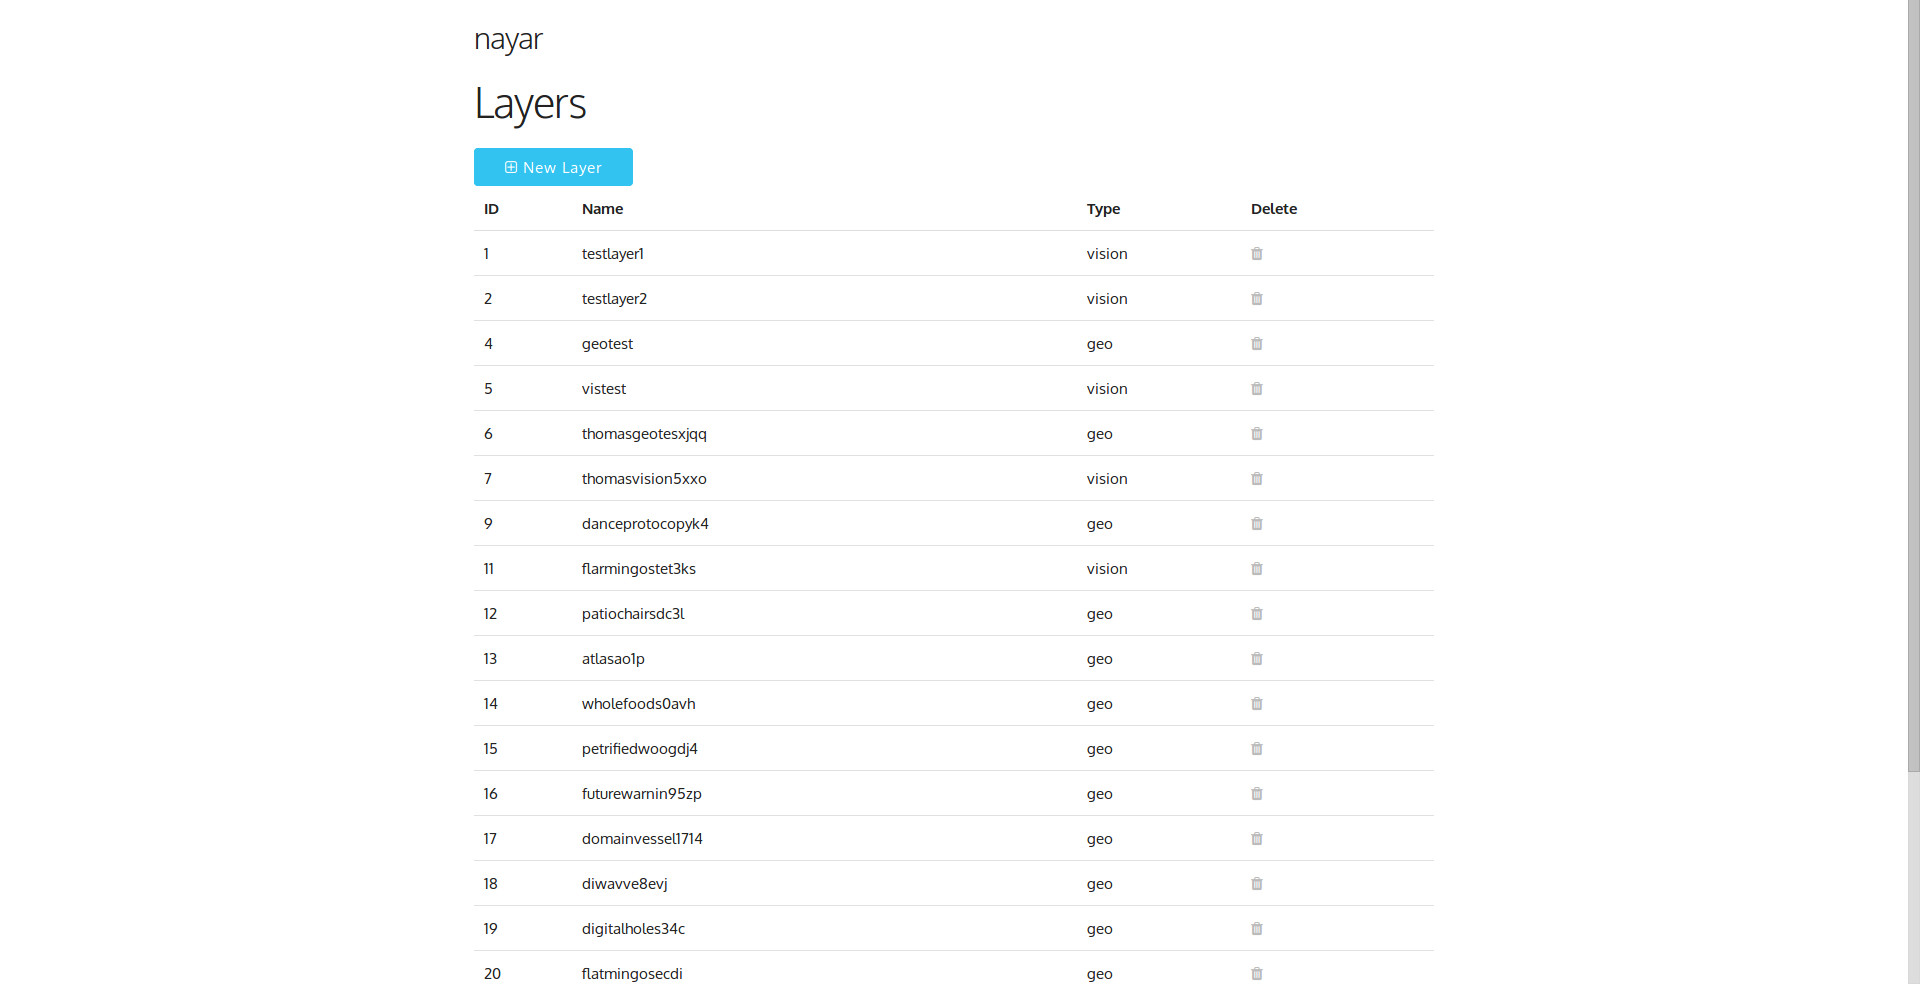 nayar
Layers
New Layer
ID Name Type Delete
1 testlayer1 vision
2 testlayer2 vision
4 geotest geo
5 vistest vision
6 thomasgeotesxjqq geo
7 thomasvision5xxo vision
9 danceprotocopyk4 geo
11 flarmingostet3ks vision
12 patiochairsdc3l geo
13 atlasao1p geo
14 wholefoods0avh geo
15 petrifiedwoogdj4 geo
16 futurewarnin95zp geo
17 domainvessel1714 geo
18 diwavve8evj geo
19 digitalholes34c geo
20 flatmingosecdi geo